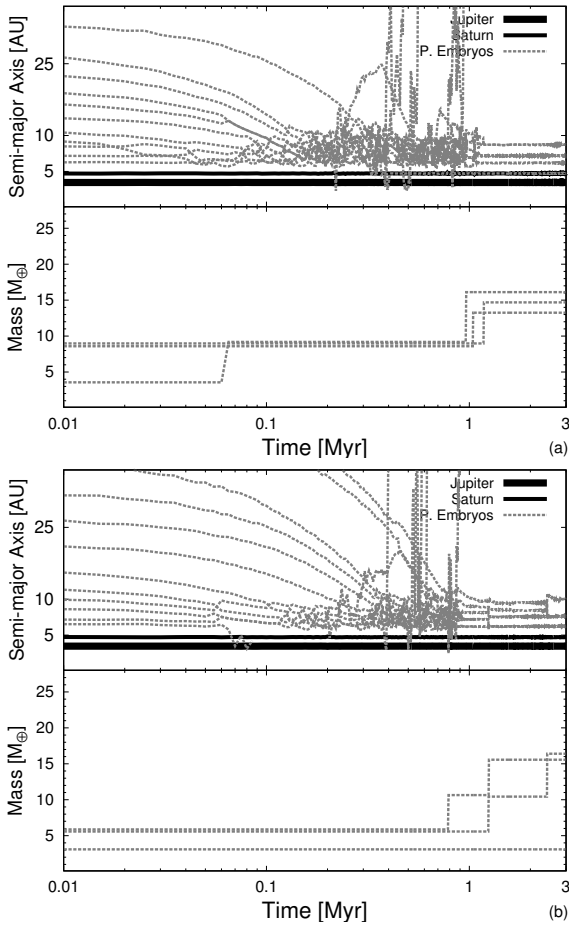 Semi-major Axis [AU]
25
10
5
Jupiter
Saturn
P. Embryos
Mass [M⊕]
25
20
15
10
5
0.01
0.1
1
3
Time [Myr]
(a)
Semi-major Axis [AU]
25
10
5
Jupiter
Saturn
P. Embryos
Mass [M⊕]
25
20
15
10
5
0.01
0.1
1
3
Time [Myr]
(b)